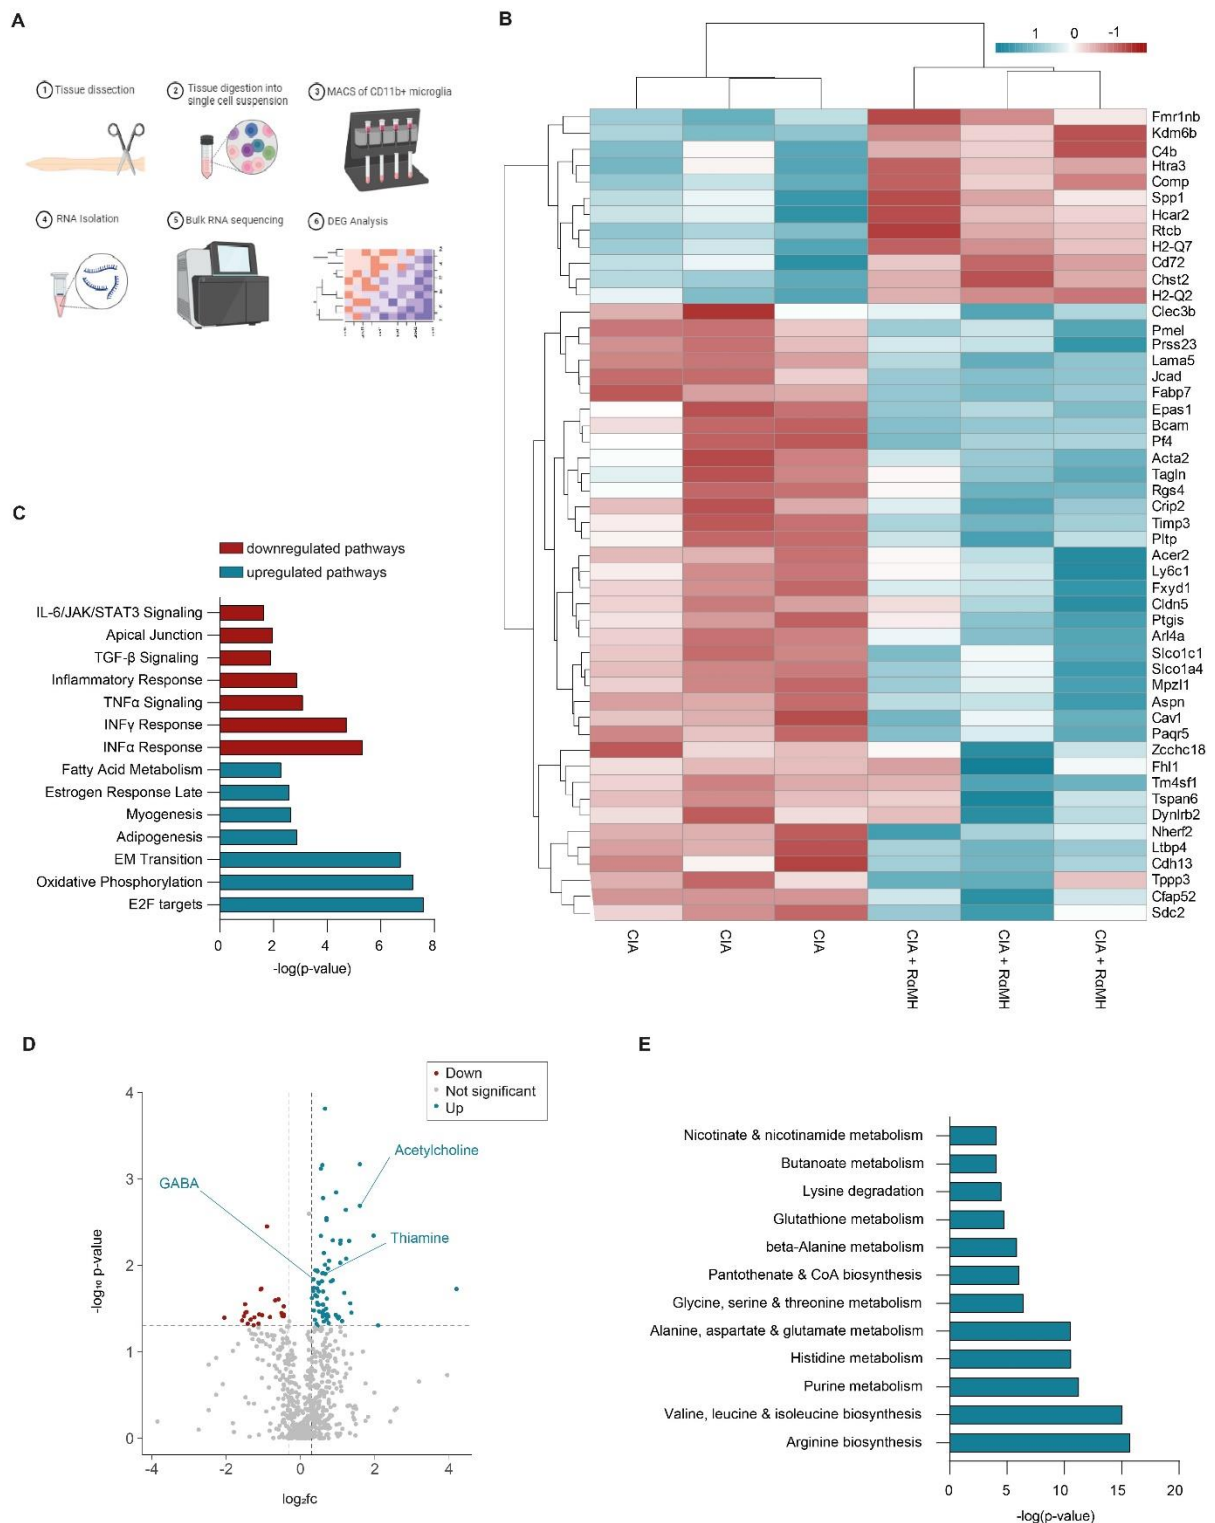 A
1 Tissue dissection
2 Tissue digestion into
single cell suspension
3 MACS of CD11b+ microglia
4 RNA Isolation
5 Bulk RNA sequencing
6 DEG Analysis
B
1 0 -1
Fmr1nb
Kdm6b
C4b
Htra3
Comp
Spp1
Hcar2
Rtcb
H2-Q7
Cd72
Chst2
H2-Q2
Clec3b
Pmel
Prss23
Lama5
Jcad
Fabp7
Epas1
Bcam
Pf4
Acta2
Tagln
Rgs4
Crip2
Timp3
Pltp
Acer2
Ly6c1
Fxyd1
Cldn5
Ptgis
Arl4a
Slco1c1
Slco1a4
Mpzl1
Aspn
Cav1
Paqr5
Zcchc18
Fhl1
Tm4sf1
Tspan6
Dynlrb2
Nherf2
Ltbp4
Cdh13
Tppp3
Cfap52
Sdc2
CIA
CIA
CIA
CIA + RαMH
CIA + RαMH
CIA + RαMH
C
downregulated pathways
upregulated pathways
IL-6/JAK/STAT3 Signaling
Apical Junction
TGF-β Signaling
Inflammatory Response
TNFα Signaling
INFγ Response
INFα Response
Fatty Acid Metabolism
Estrogen Response Late
Myogenesis
Adipogenesis
EM Transition
Oxidative Phosphorylation
E2F targets
0 2 4 6 8
-log(p-value)
D
Down
Not significant
Up
Acetylcholine
GABA
Thiamine
4
3
2
1
0
-log₁₀ p-value
-4 -2 0 2 4
log₂fc
E
Nicotinate & nicotinamide metabolism
Butanoate metabolism
Lysine degradation
Glutathione metabolism
beta-Alanine metabolism
Pantothenate & CoA biosynthesis
Glycine, serine & threonine metabolism
Alanine, aspartate & glutamate metabolism
Histidine metabolism
Purine metabolism
Valine, leucine & isoleucine biosynthesis
Arginine biosynthesis
0 5 10 15 20
-log(p-value)